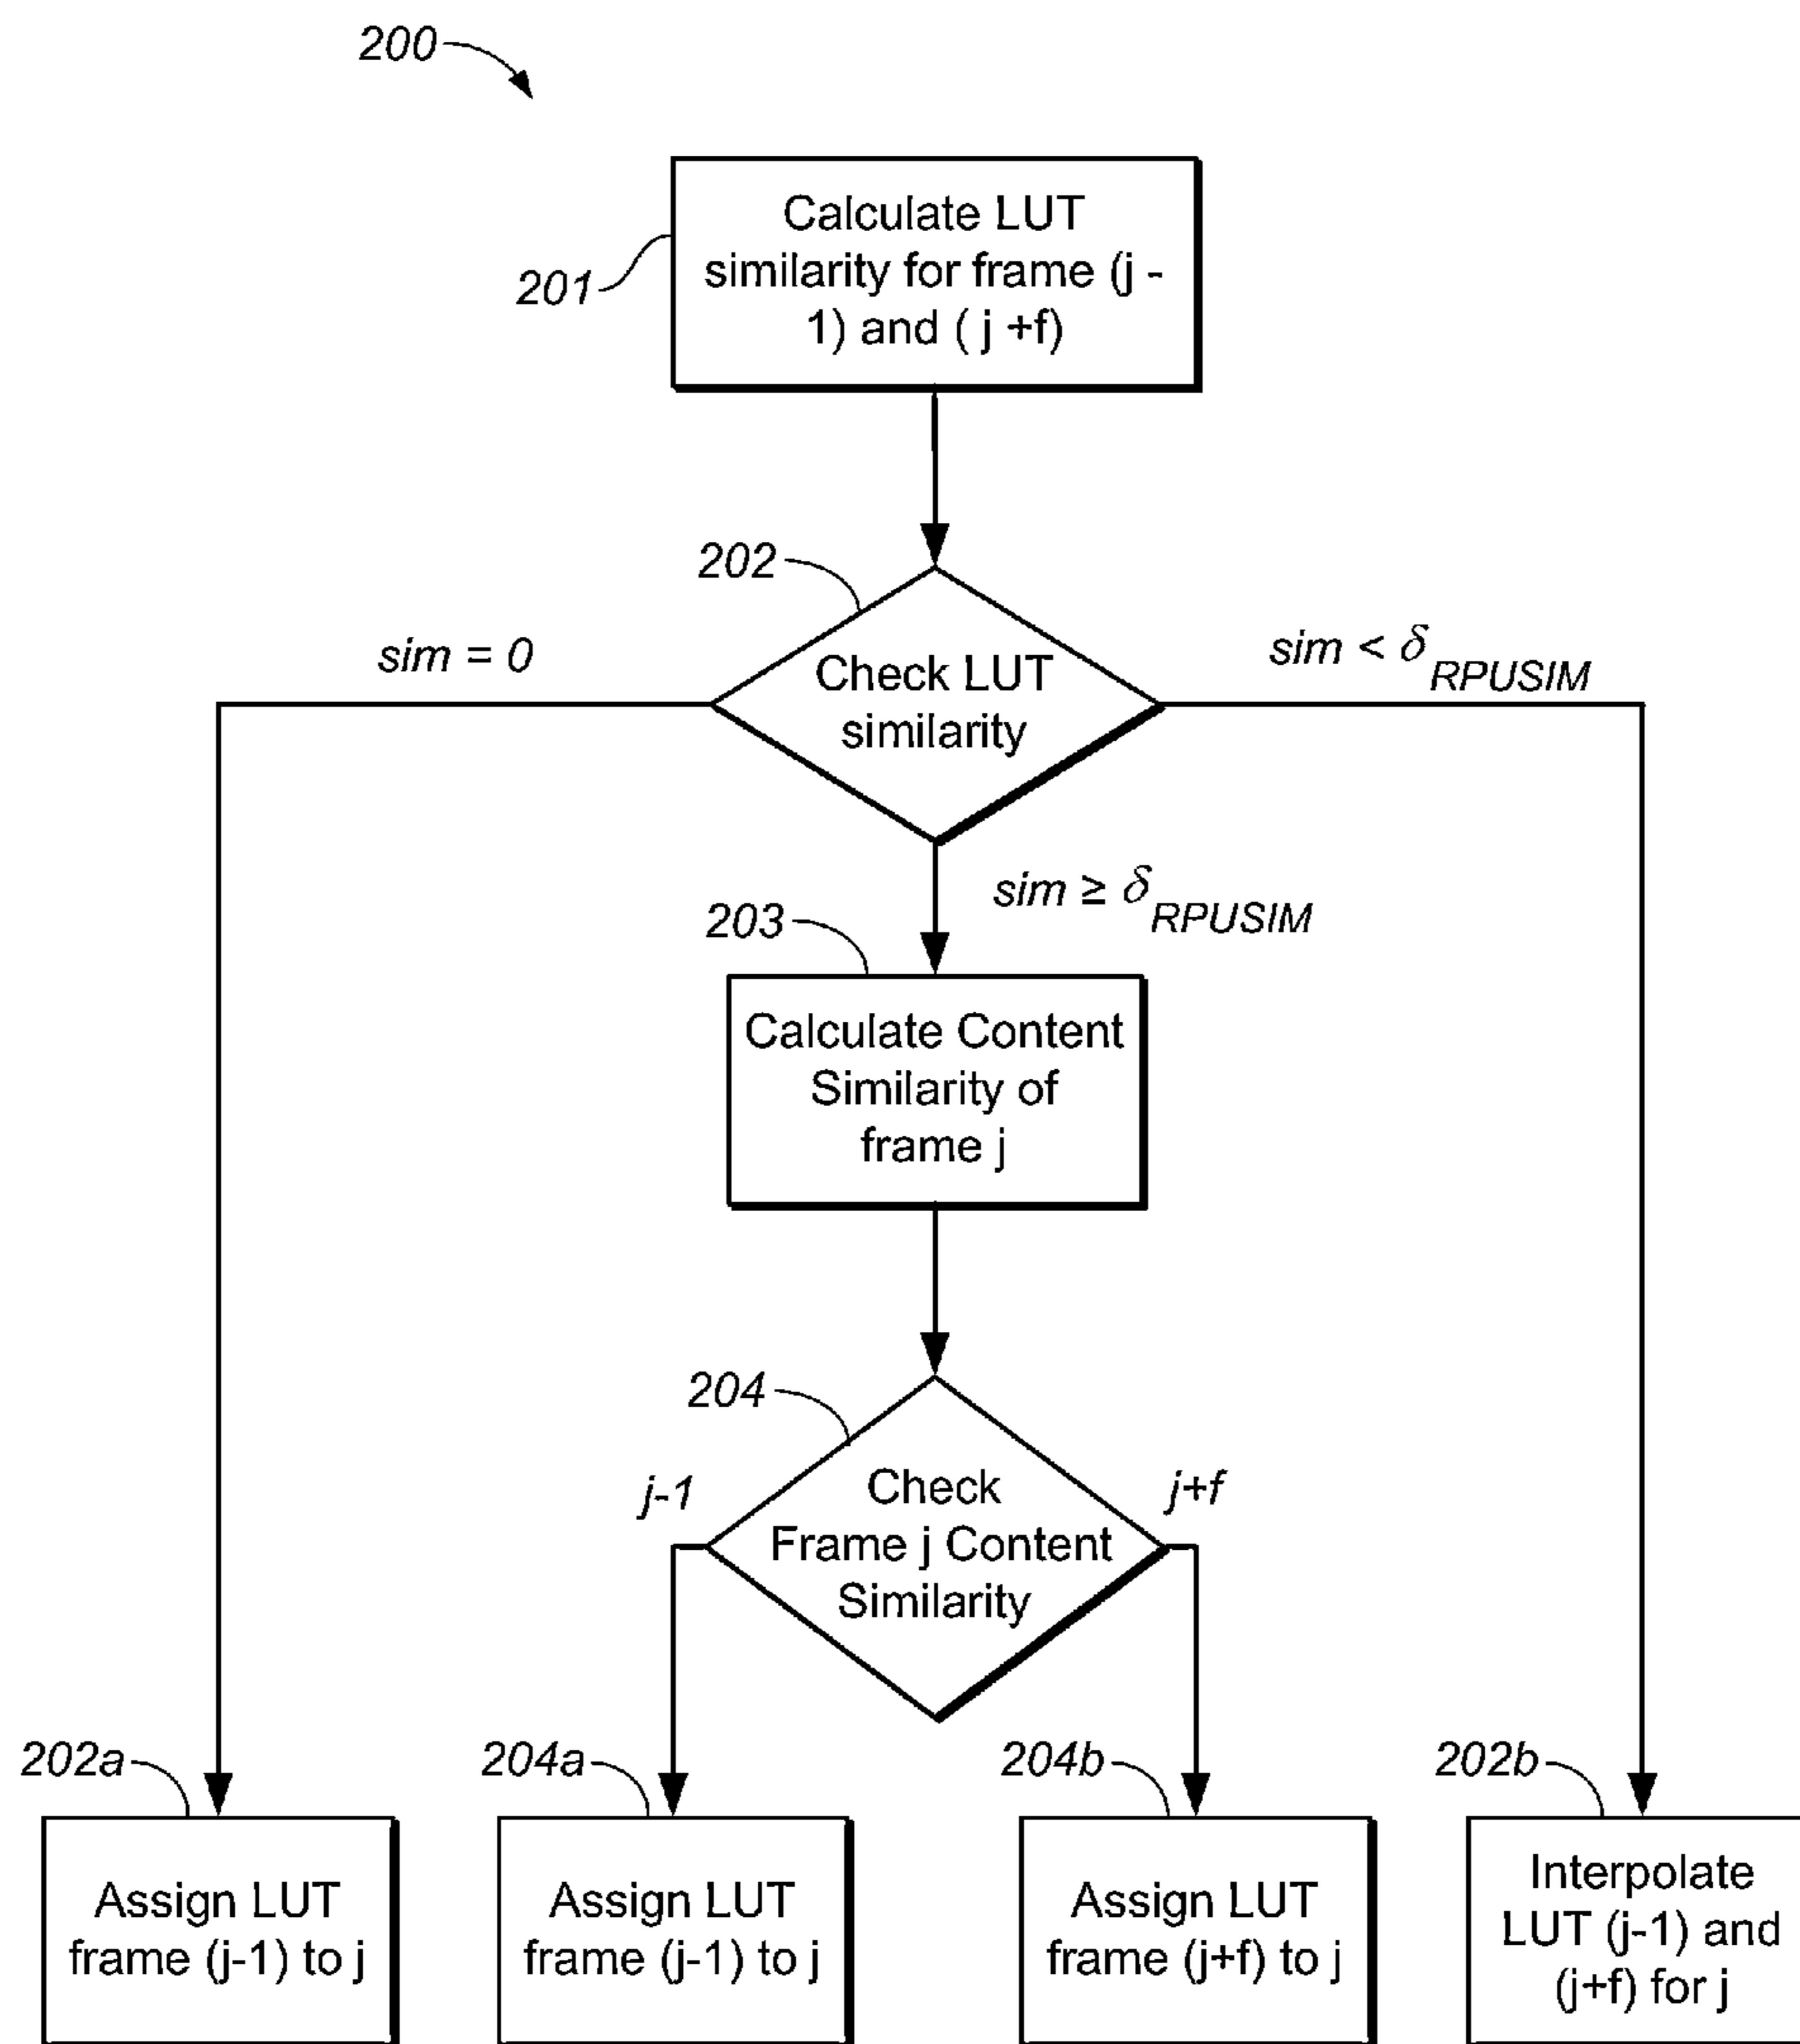 200
Calculate LUT
similarity for frame (j -
1) and ( j +f)
201
202
sim = 0
sim < δ RPUSIM
Check LUT
similarity
sim ≥ δ RPUSIM
203
Calculate Content
Similarity of
frame j
204
j-1
j+f
Check
Frame j Content
Similarity
202a
204a
204b
202b
Assign LUT
frame (j-1) to j
Assign LUT
frame (j-1) to j
Assign LUT
frame (j+f) to j
Interpolate
LUT (j-1) and
(j+f) for j